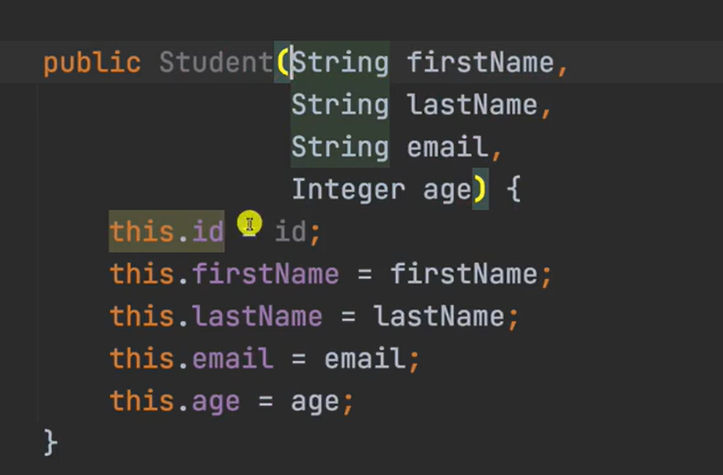 public Student(String firstName,
String lastName,
String email,
Integer age) {
this.id id;
this.firstName = firstName;
this.lastName = lastName;
this.email = email;
this.age = age;
}